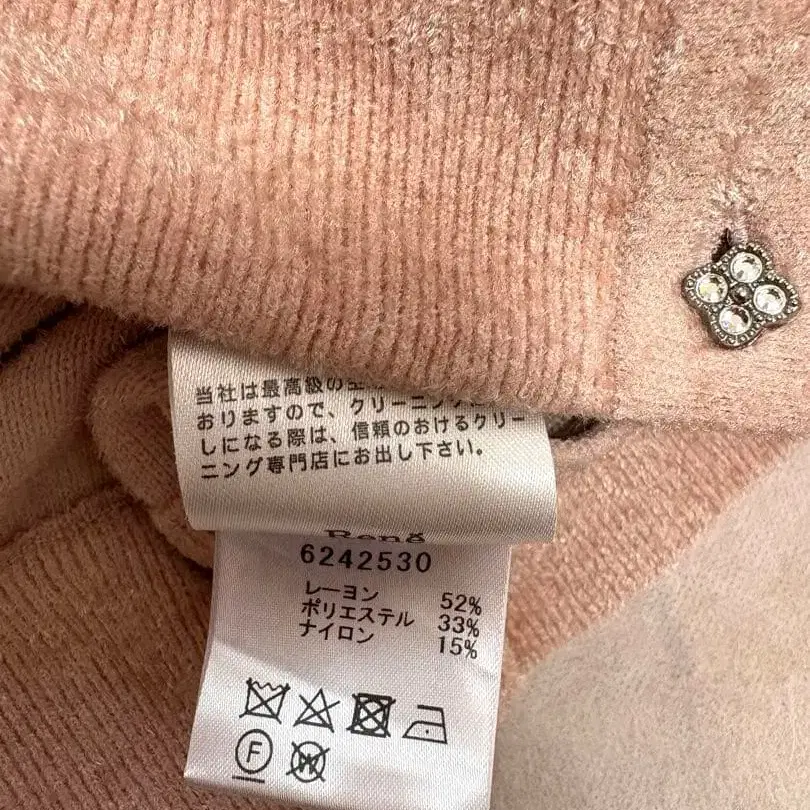 当社は最高級の
おりますので、クリーニング
しになる際は、信頼のおけるクリー
ニング専門店にお出し下さい。
René
6242530
レーヨン 52%
ポリエステル 33%
ナイロン 15%
F
W